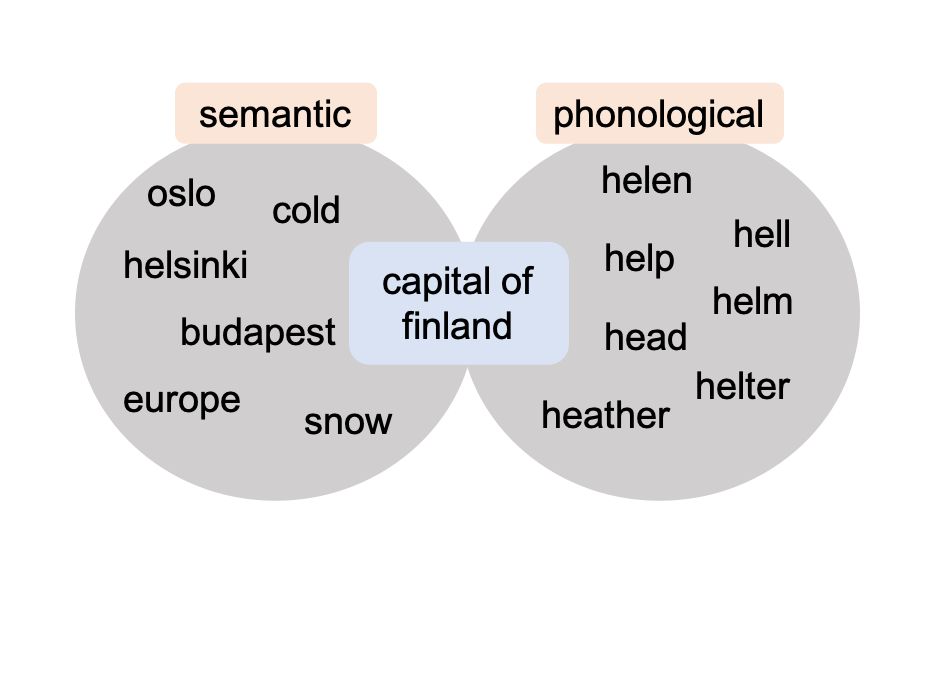 semantic
phonological
oslo
cold
helsinki
budapest
europe
snow
capital of
finland
helen
hell
help
helm
head
helter
heather